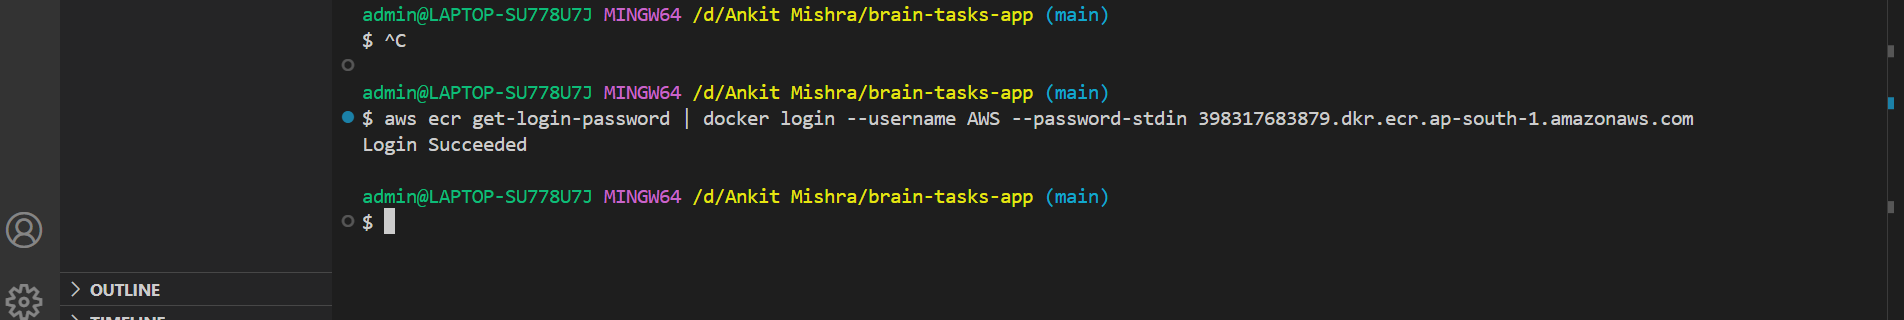 admin@LAPTOP-SU778U7J MINGW64 /d/Ankit Mishra/brain-tasks-app (main)
$ ^C
admin@LAPTOP-SU778U7J MINGW64 /d/Ankit Mishra/brain-tasks-app (main)
$ aws ecr get-login-password | docker login --username AWS --password-stdin 398317683879.dkr.ecr.ap-south-1.amazonaws.com
Login Succeeded
admin@LAPTOP-SU778U7J MINGW64 /d/Ankit Mishra/brain-tasks-app (main)
$
OUTLINE
TIMELINE